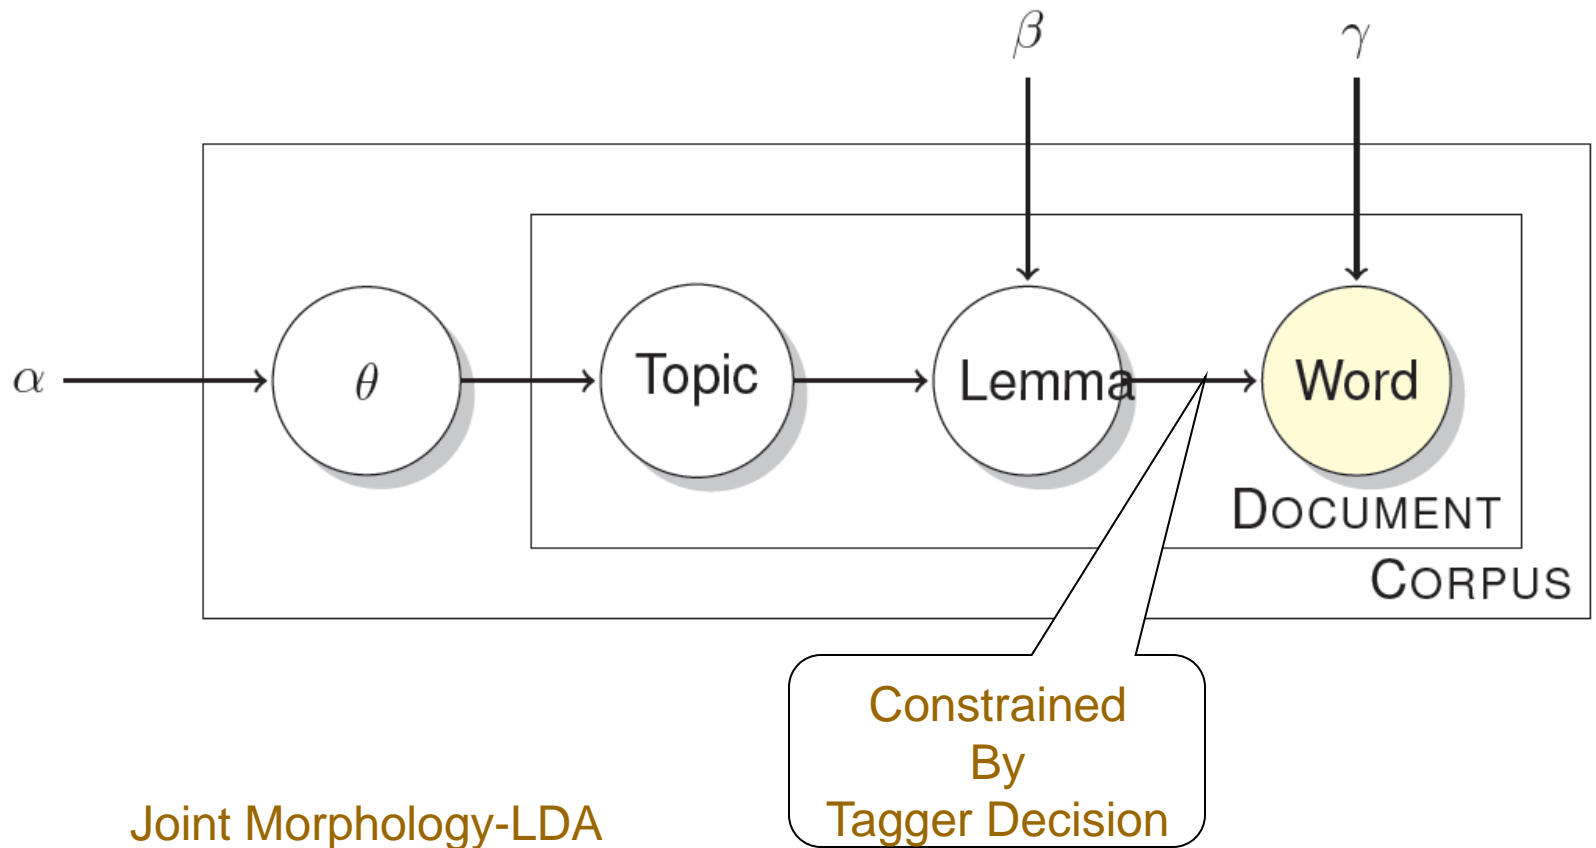 β
γ
α
θ
Topic
Lemma
Word
DOCUMENT
CORPUS
Constrained
By
Tagger Decision
Joint Morphology-LDA